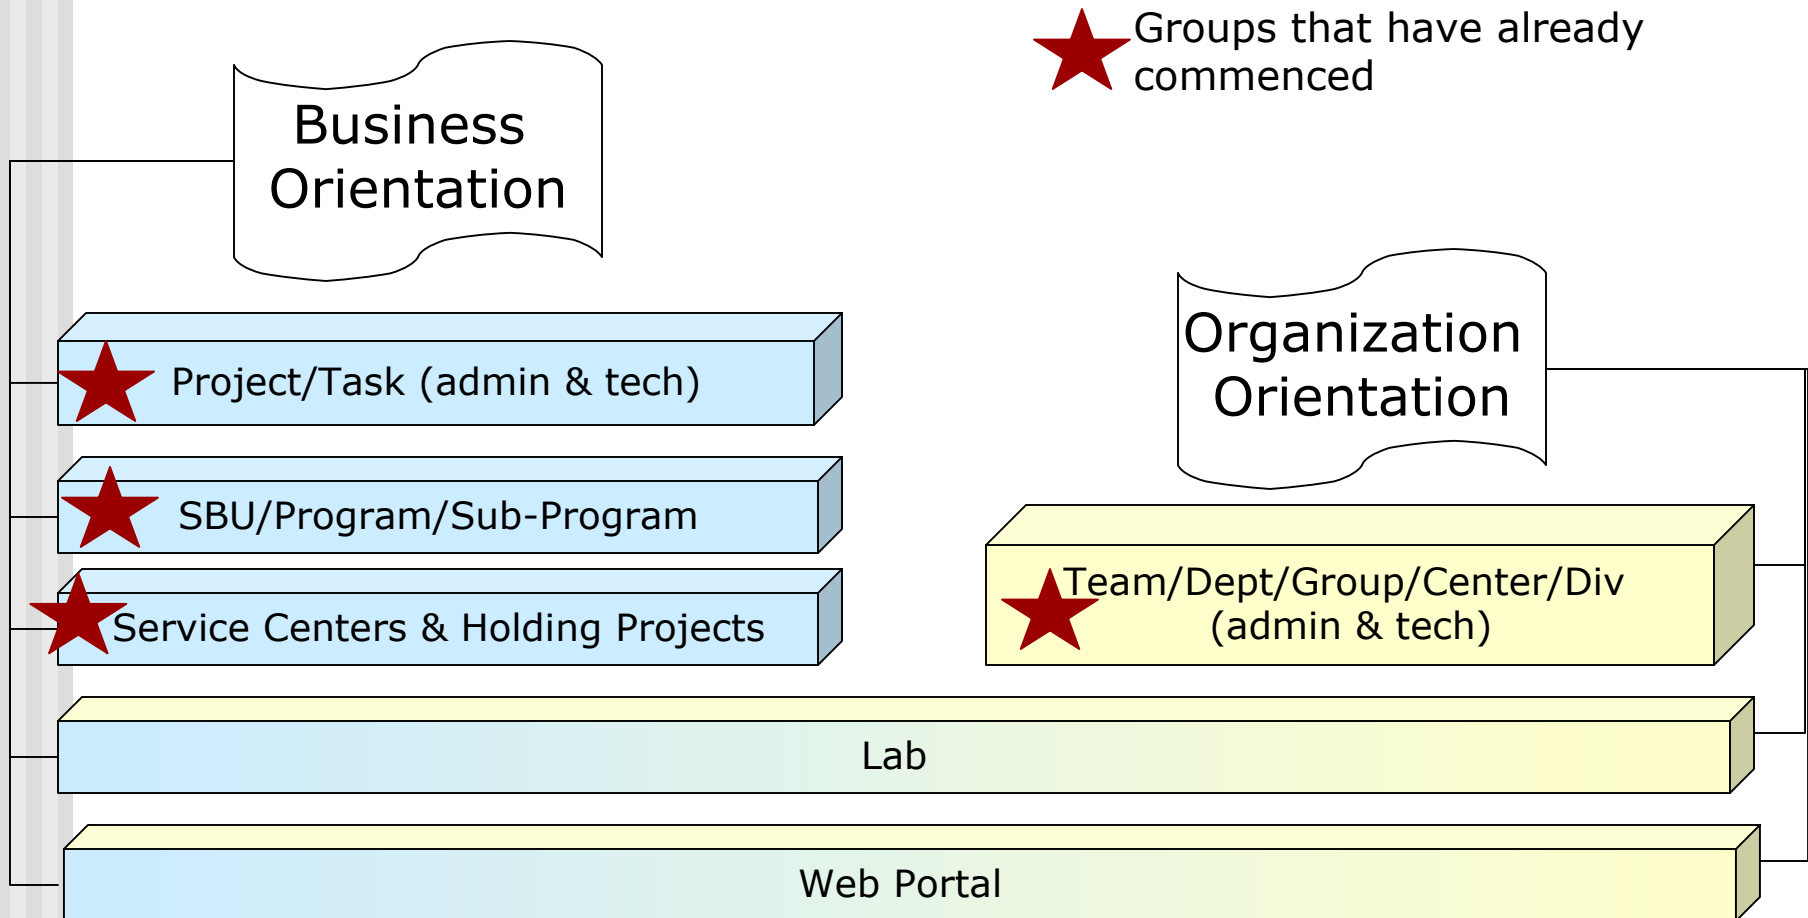 Groups that have already
commenced
Business
Orientation
Organization
Orientation
Project/Task (admin & tech)
SBU/Program/Sub-Program
Service Centers & Holding Projects
Team/Dept/Group/Center/Div
(admin & tech)
Lab
Web Portal